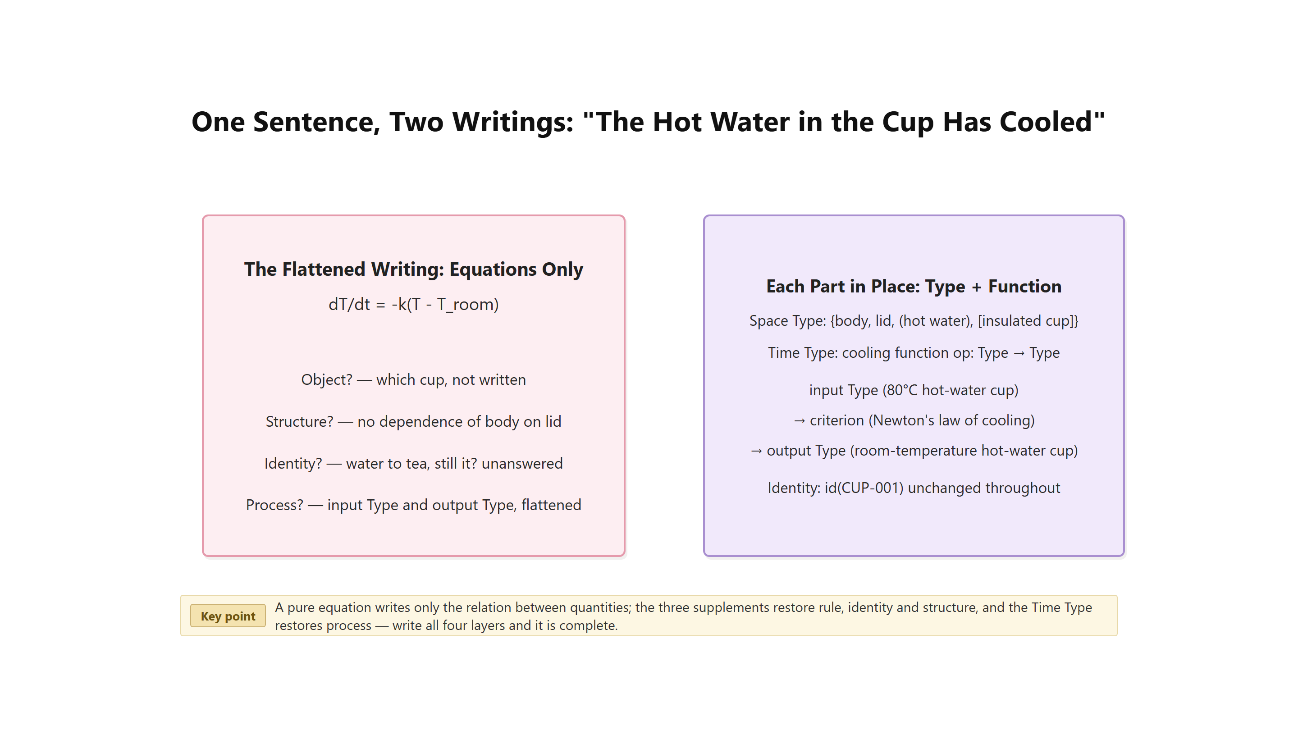 One Sentence, Two Writings: "The Hot Water in the Cup Has Cooled"
The Flattened Writing: Equations Only
dT/dt = -k(T - T_room)
Object? — which cup, not written
Structure? — no dependence of body on lid
Identity? — water to tea, still it? unanswered
Process? — input Type and output Type, flattened
Each Part in Place: Type + Function
Space Type: {body, lid, (hot water), [insulated cup]}
Time Type: cooling function op: Type → Type
input Type (80°C hot-water cup)
→ criterion (Newton's law of cooling)
→ output Type (room-temperature hot-water cup)
Identity: id(CUP-001) unchanged throughout
Key point
A pure equation writes only the relation between quantities; the three supplements restore rule, identity and structure, and the Time Type
restores process — write all four layers and it is complete.